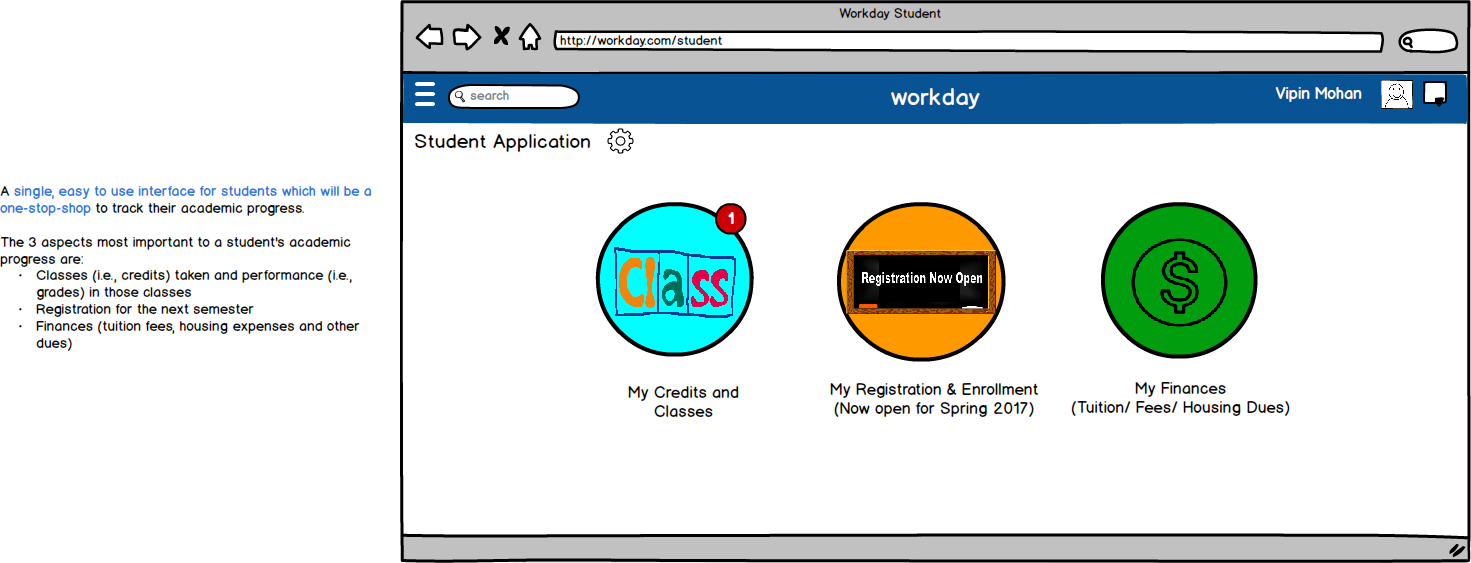 A single, easy to use interface for students which will be a
one-stop-shop to track their academic progress.
The 3 aspects most important to a student's academic
progress are:
· Classes (i.e., credits) taken and performance (i.e.,
grades) in those classes
· Registration for the next semester
· Finances (tuition fees, housing expenses and other
dues)
Workday Student
http://workday.com/student
search
workday
Vipin Mohan
Student Application
1
Class
Registration Now Open
$
My Credits and
Classes
My Registration & Enrollment
(Now open for Spring 2017)
My Finances
(Tuition/ Fees/ Housing Dues)